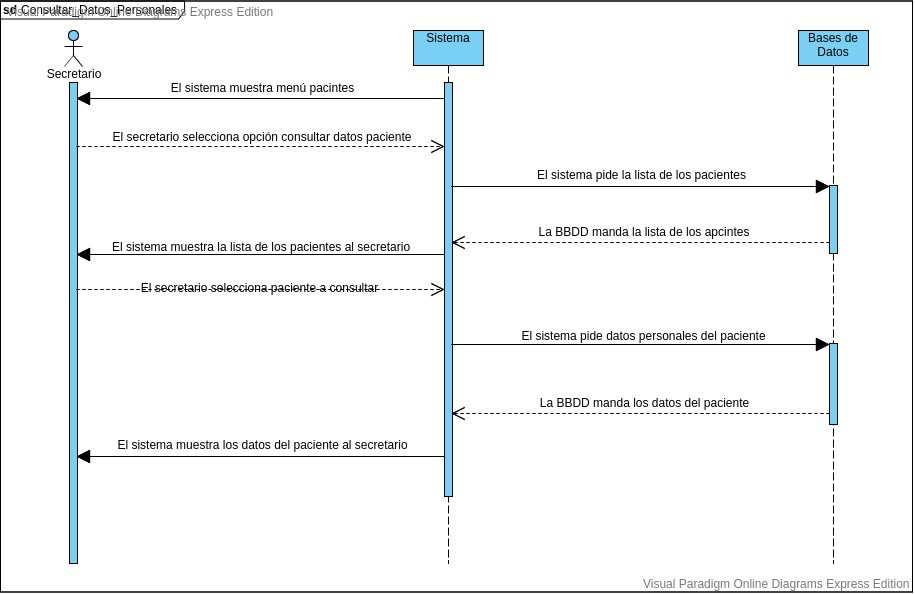 sd Consultar_Datos_Personales
Visual Paradigm Online Diagrams Express Edition
Secretario
Sistema
Bases de
Datos
El sistema muestra menú pacintes
El secretario selecciona opción consultar datos paciente
El sistema pide la lista de los pacientes
La BBDD manda la lista de los apcintes
El sistema muestra la lista de los pacientes al secretario
El secretario selecciona paciente a consultar
El sistema pide datos personales del paciente
La BBDD manda los datos del paciente
El sistema muestra los datos del paciente al secretario
Visual Paradigm Online Diagrams Express Edition